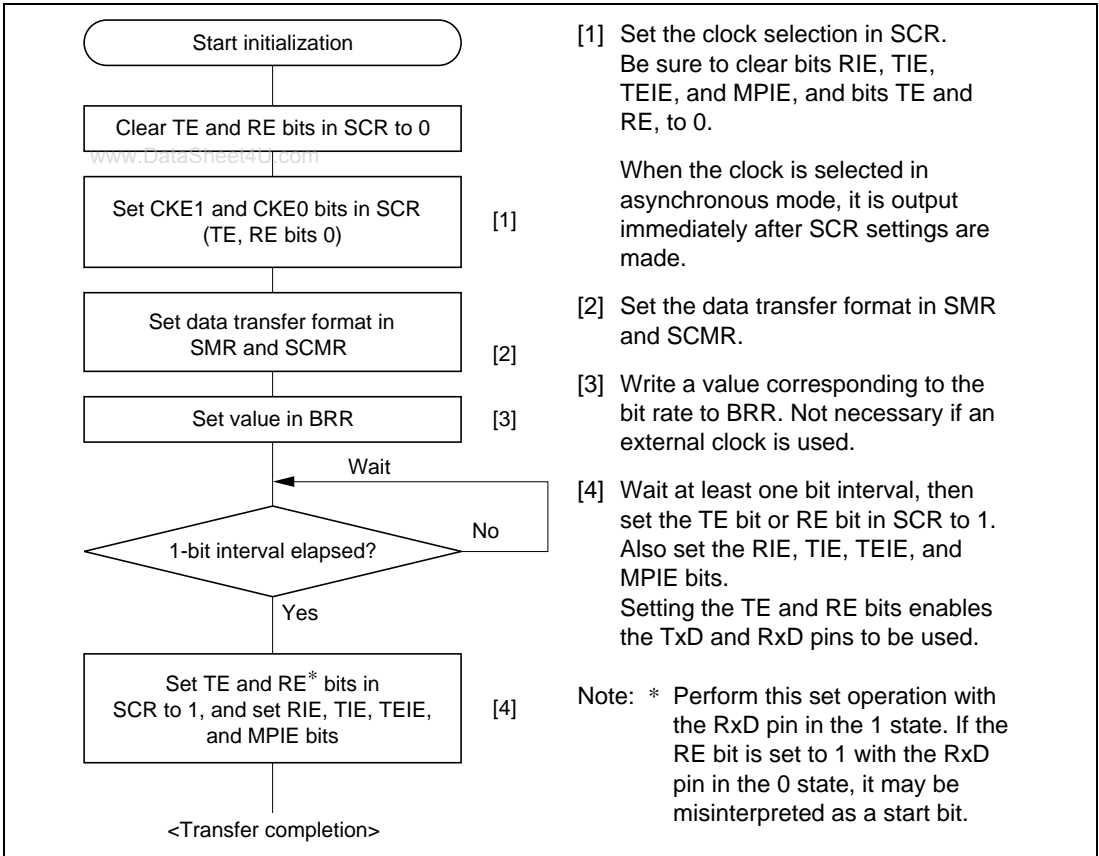 Start initialization
Clear TE and RE bits in SCR to 0
www.DataSheet4U.com
Set CKE1 and CKE0 bits in SCR
(TE, RE bits 0)
[1]
Set data transfer format in
SMR and SCMR
[2]
Set value in BRR
[3]
Wait
No
1-bit interval elapsed?
Yes
Set TE and RE* bits in
SCR to 1, and set RIE, TIE, TEIE,
and MPIE bits
[4]
<Transfer completion>
[1] Set the clock selection in SCR.
Be sure to clear bits RIE, TIE,
TEIE, and MPIE, and bits TE and
RE, to 0.
When the clock is selected in
asynchronous mode, it is output
immediately after SCR settings are
made.
[2] Set the data transfer format in SMR
and SCMR.
[3] Write a value corresponding to the
bit rate to BRR. Not necessary if an
external clock is used.
[4] Wait at least one bit interval, then
set the TE bit or RE bit in SCR to 1.
Also set the RIE, TIE, TEIE, and
MPIE bits.
Setting the TE and RE bits enables
the TxD and RxD pins to be used.
Note: * Perform this set operation with
the RxD pin in the 1 state. If the
RE bit is set to 1 with the RxD
pin in the 0 state, it may be
misinterpreted as a start bit.